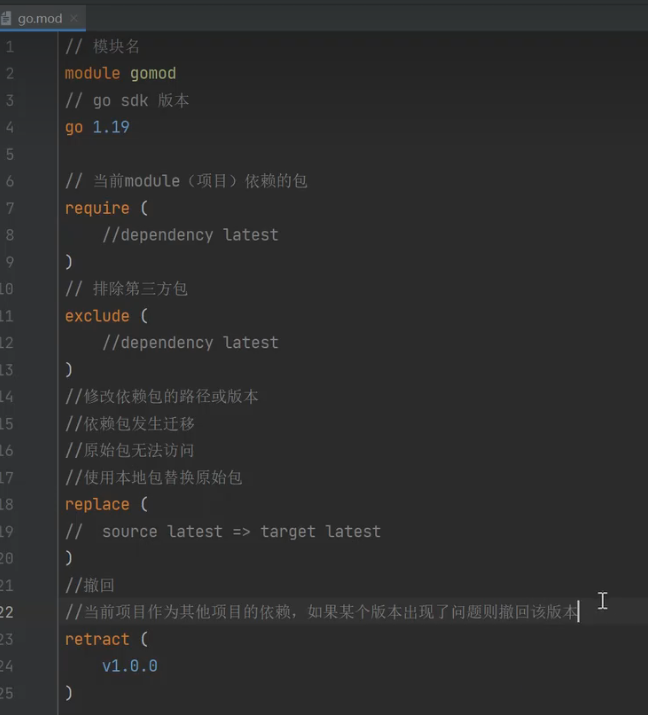 go.mod
1 // 模块名
2 module gomod
3 // go sdk 版本
4 go 1.19
5
6 // 当前module（项目）依赖的包
7 require (
8 //dependency latest
9 )
10 // 排除第三方包
11 exclude (
12 //dependency latest
13 )
14 //修改依赖包的路径或版本
15 //依赖包发生迁移
16 //原始包无法访问
17 //使用本地包替换原始包
18 replace (
19 // source latest => target latest
20 )
21 //撤回
22 //当前项目作为其他项目的依赖，如果某个版本出现了问题则撤回该版本
23 retract (
24 v1.0.0
25 )